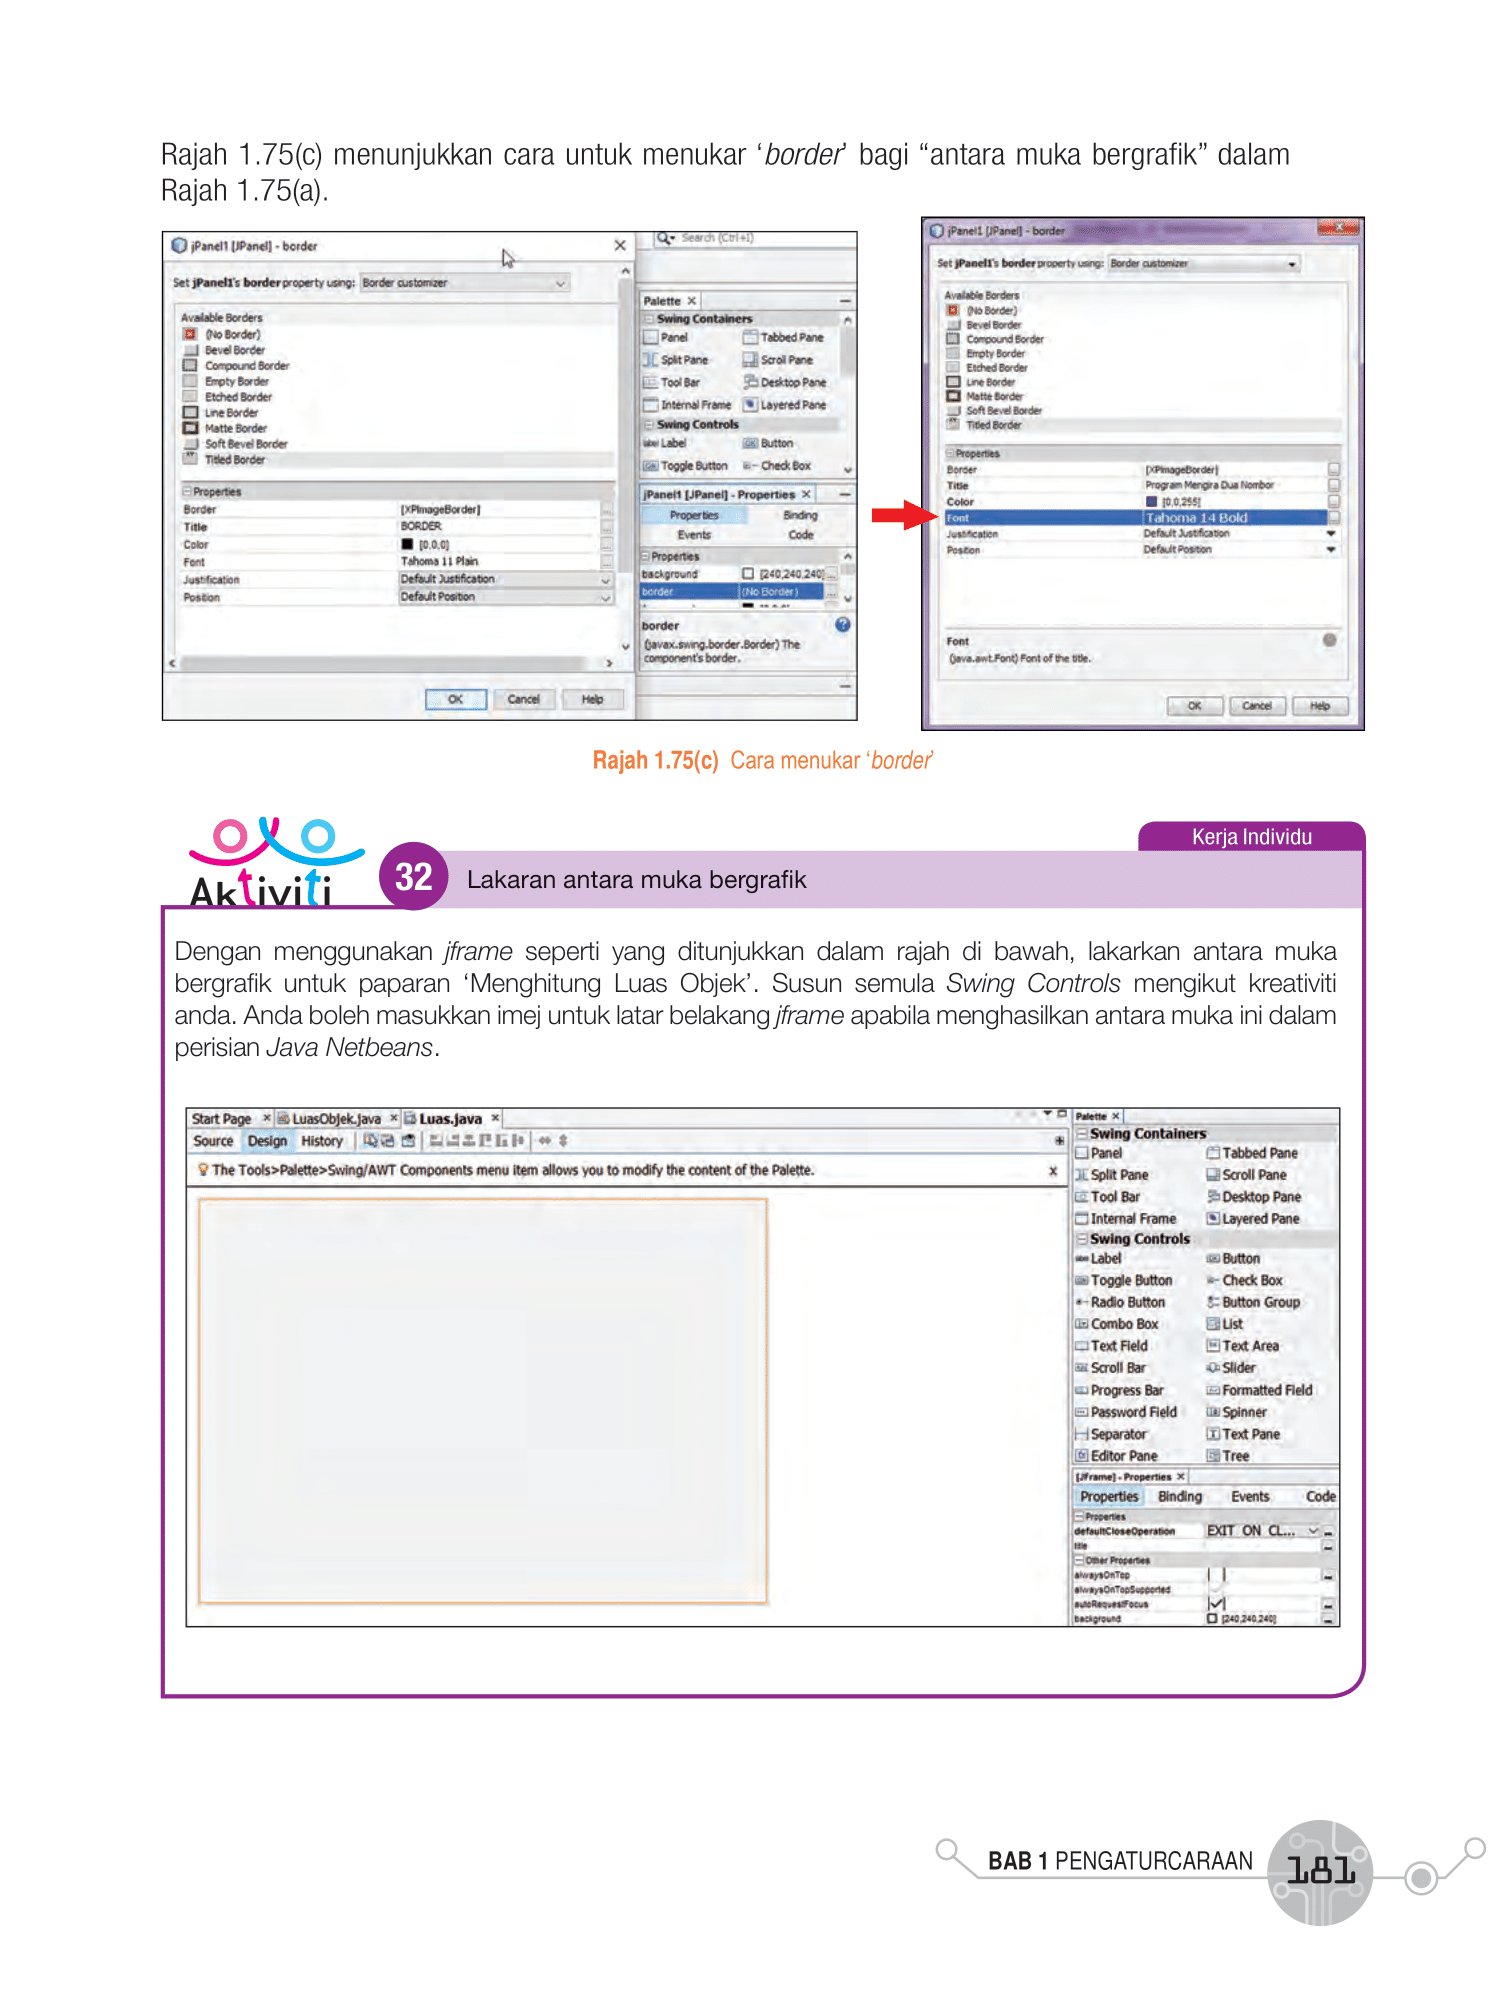 Rajah 1.75(c) menunjukkan cara untuk menukar ‘border’ bagi “antara muka bergrafik” dalam
Rajah 1.75(a).
jPanel1 [JPanel] - border
Set jPanel1's border property using: Border customizer
Available Borders
(No Border)
Bevel Border
Compound Border
Empty Border
Etched Border
Line Border
Matte Border
Soft Bevel Border
Titled Border
Properties
Border [XPImageBorder]
Title BORDER
Color [0,0,0]
Font Tahoma 11 Plain
Justification Default Justification
Position Default Position
OK Cancel Help
Search (Ctrl+I)
Palette
Swing Containers
Panel Tabbed Pane
Split Pane Scroll Pane
Tool Bar Desktop Pane
Internal Frame Layered Pane
Swing Controls
Label Button
Toggle Button Check Box
jPanel1 [JPanel] - Properties
Properties Binding
Events Code
Properties
background [240,240,240]
border (No Border)
border
(javax.swing.border.Border) The
component's border.
jPanel1 [JPanel] - border
Set jPanel1's border property using: Border customizer
Available Borders
(No Border)
Bevel Border
Compound Border
Empty Border
Etched Border
Line Border
Matte Border
Soft Bevel Border
Titled Border
Properties
Border [XPImageBorder]
Title Program Mengira Dua Nombor
Color [0,0,255]
Font Tahoma 14 Bold
Justification Default Justification
Position Default Position
Font
(java.awt.Font) Font of the title.
OK Cancel Help
Rajah 1.75(c) Cara menukar ‘border’
Kerja Individu
Aktiviti 32 Lakaran antara muka bergrafik
Dengan menggunakan jframe seperti yang ditunjukkan dalam rajah di bawah, lakarkan antara muka
bergrafik untuk paparan ‘Menghitung Luas Objek’. Susun semula Swing Controls mengikut kreativiti
anda. Anda boleh masukkan imej untuk latar belakang jframe apabila menghasilkan antara muka ini dalam
perisian Java Netbeans.
Start Page LuasObjek.java Luas.java
Source Design History
The Tools>Palette>Swing/AWT Components menu item allows you to modify the content of the Palette.
Palette
Swing Containers
Panel Tabbed Pane
Split Pane Scroll Pane
Tool Bar Desktop Pane
Internal Frame Layered Pane
Swing Controls
Label Button
Toggle Button Check Box
Radio Button Button Group
Combo Box List
Text Field Text Area
Scroll Bar Slider
Progress Bar Formatted Field
Password Field Spinner
Separator Text Pane
Editor Pane Tree
[JFrame] - Properties
Properties Binding Events Code
Properties
defaultCloseOperation EXIT_ON_CL...
title
Other Properties
alwaysOnTop
alwaysOnTopSupported
autoRequestFocus
background [240,240,240]
BAB 1 PENGATURCARAAN 181